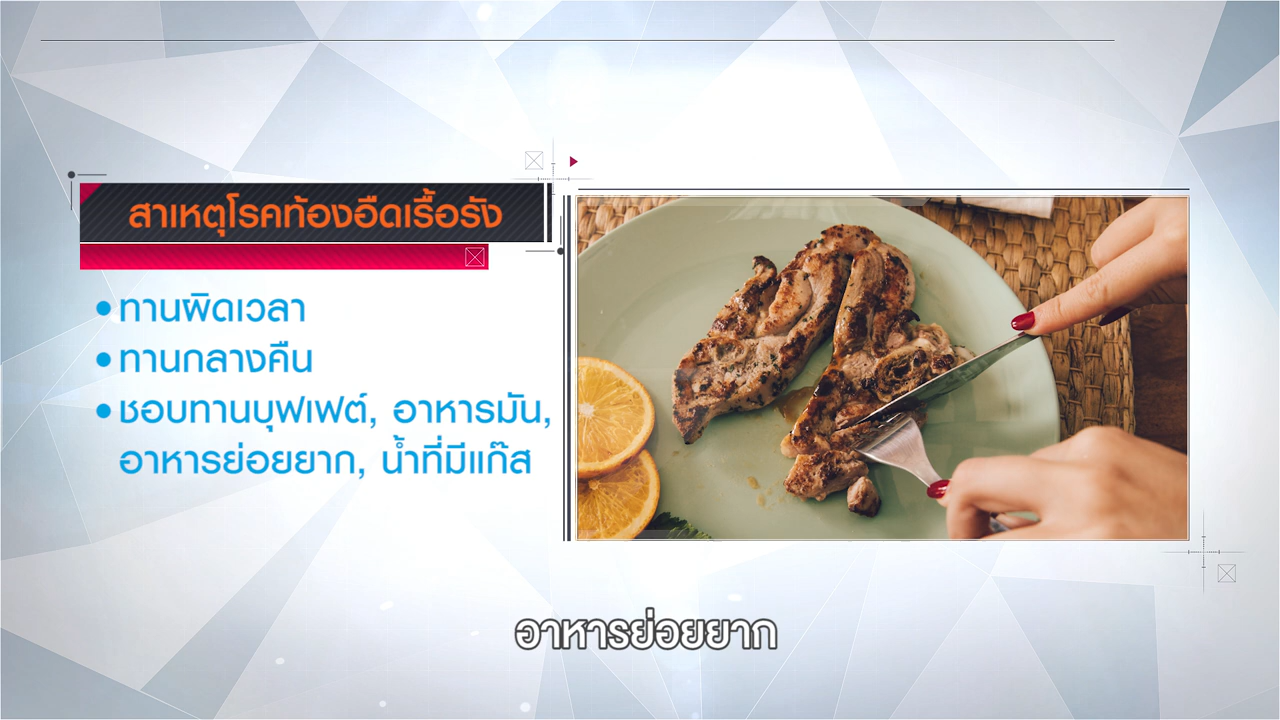 สาเหตุโรคท้องอืดเรื้อรัง
•ทานผิดเวลา
•ทานกลางคืน
•ชอบทานบุฟเฟต์, อาหารมัน,
อาหารย่อยยาก, น้ำที่มีแก๊ส
อาหารย่อยยาก